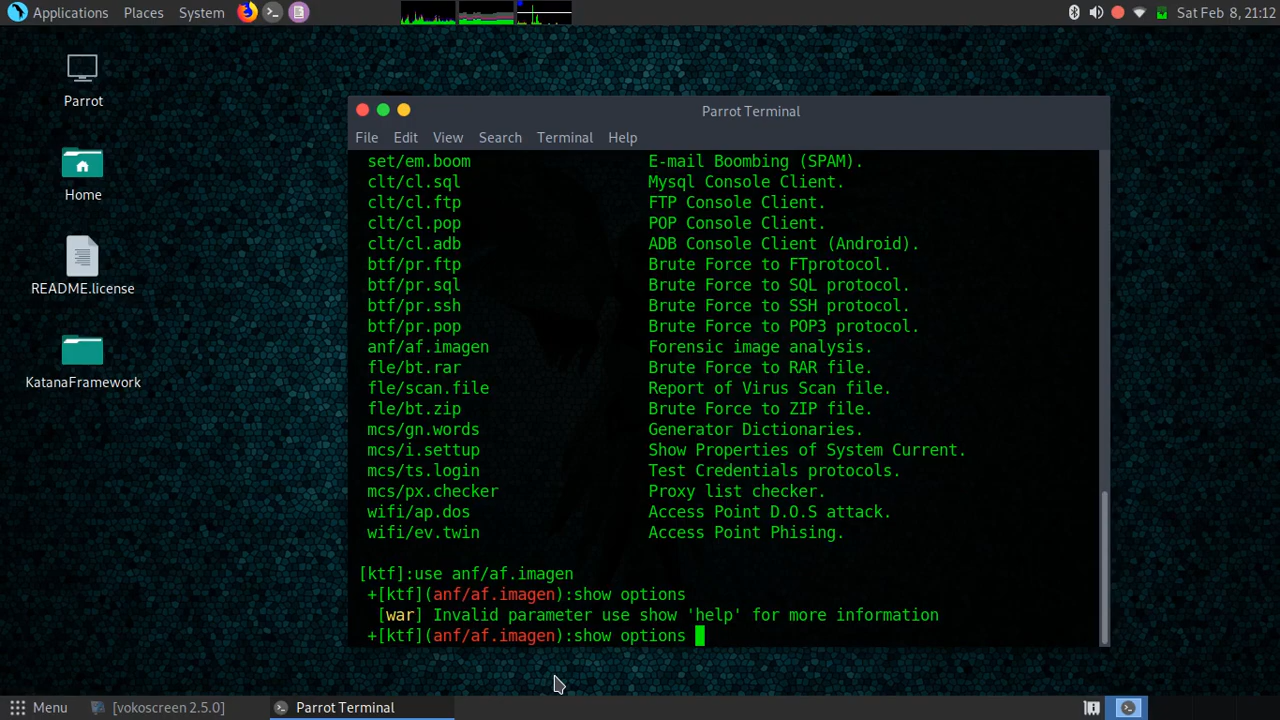 Applications Places System Sat Feb 8, 21:12
Parrot
Home
README.license
KatanaFramework
Parrot Terminal
File Edit View Search Terminal Help
set/em.boom E-mail Boombing (SPAM).
clt/cl.sql Mysql Console Client.
clt/cl.ftp FTP Console Client.
clt/cl.pop POP Console Client.
clt/cl.adb ADB Console Client (Android).
btf/pr.ftp Brute Force to FTprotocol.
btf/pr.sql Brute Force to SQL protocol.
btf/pr.ssh Brute Force to SSH protocol.
btf/pr.pop Brute Force to POP3 protocol.
anf/af.imagen Forensic image analysis.
fle/bt.rar Brute Force to RAR file.
fle/scan.file Report of Virus Scan file.
fle/bt.zip Brute Force to ZIP file.
mcs/gn.words Generator Dictionaries.
mcs/i.settup Show Properties of System Current.
mcs/ts.login Test Credentials protocols.
mcs/px.checker Proxy list checker.
wifi/ap.dos Access Point D.O.S attack.
wifi/ev.twin Access Point Phising.
[ktf]:use anf/af.imagen
+[ktf](anf/af.imagen):show options
[war] Invalid parameter use show 'help' for more information
+[ktf](anf/af.imagen):show options
Menu [vokoscreen 2.5.0] Parrot Terminal